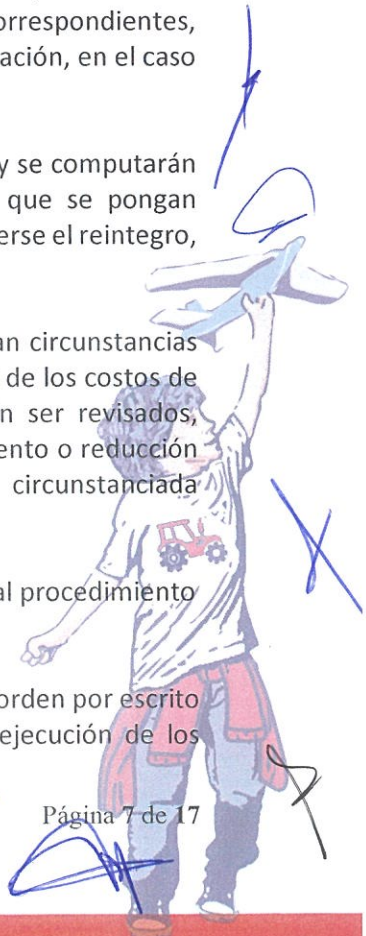 orrespondientes,
ación, en el caso
y se computarán
que se pongan
erse el reintegro,
an circunstancias
de los costos de
n ser revisados,
ento o reducción
circunstanciada
al procedimiento
orden por escrito
ejecución de los
Página 7 de 17